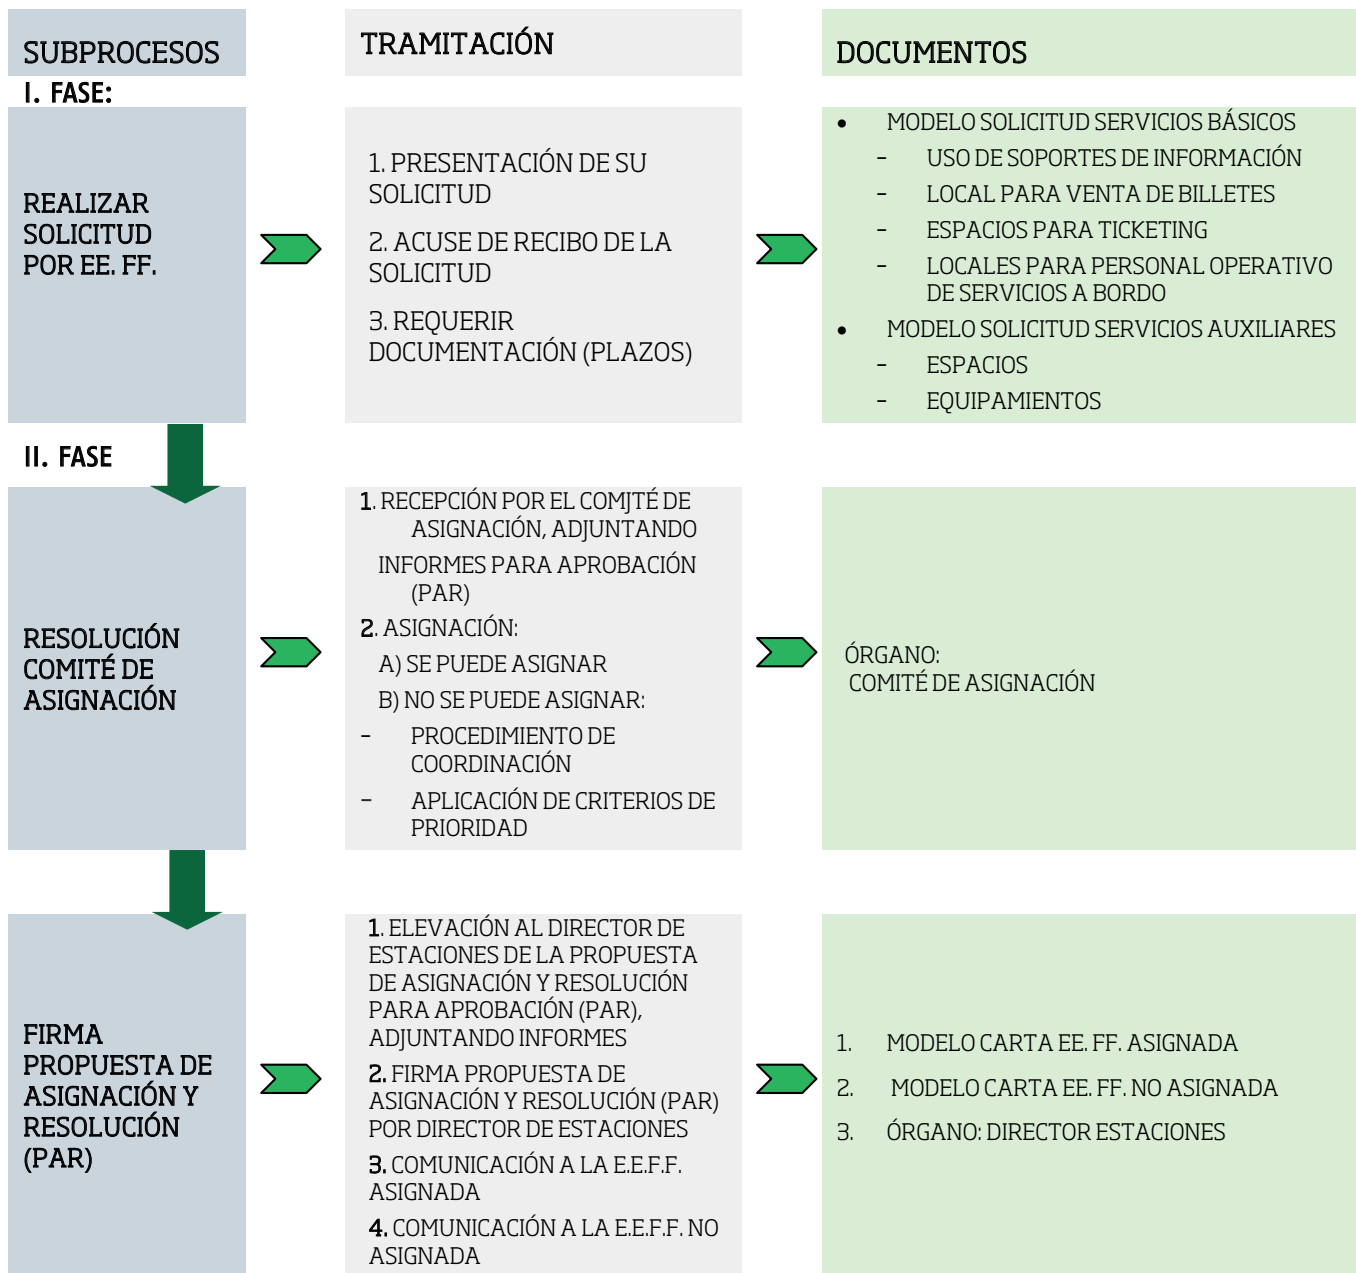 SUBPROCESOS
TRAMITACIÓN
DOCUMENTOS
I. FASE:
REALIZAR
SOLICITUD
POR EE. FF.
1. PRESENTACIÓN DE SU
SOLICITUD
2. ACUSE DE RECIBO DE LA
SOLICITUD
3. REQUERIR
DOCUMENTACIÓN (PLAZOS)
• MODELO SOLICITUD SERVICIOS BÁSICOS
– USO DE SOPORTES DE INFORMACIÓN
– LOCAL PARA VENTA DE BILLETES
– ESPACIOS PARA TICKETING
– LOCALES PARA PERSONAL OPERATIVO
DE SERVICIOS A BORDO
• MODELO SOLICITUD SERVICIOS AUXILIARES
– ESPACIOS
– EQUIPAMIENTOS
II. FASE
RESOLUCIÓN
COMITÉ DE
ASIGNACIÓN
1. RECEPCIÓN POR EL COMJTÉ DE
ASIGNACIÓN, ADJUNTANDO
INFORMES PARA APROBACIÓN
(PAR)
2. ASIGNACIÓN:
A) SE PUEDE ASIGNAR
B) NO SE PUEDE ASIGNAR:
– PROCEDIMIENTO DE
COORDINACIÓN
– APLICACIÓN DE CRITERIOS DE
PRIORIDAD
ÓRGANO:
COMITÉ DE ASIGNACIÓN
FIRMA
PROPUESTA DE
ASIGNACIÓN Y
RESOLUCIÓN
(PAR)
1. ELEVACIÓN AL DIRECTOR DE
ESTACIONES DE LA PROPUESTA
DE ASIGNACIÓN Y RESOLUCIÓN
PARA APROBACIÓN (PAR),
ADJUNTANDO INFORMES
2. FIRMA PROPUESTA DE
ASIGNACIÓN Y RESOLUCIÓN (PAR)
POR DIRECTOR DE ESTACIONES
3. COMUNICACIÓN A LA E.E.F.F.
ASIGNADA
4. COMUNICACIÓN A LA E.E.F.F. NO
ASIGNADA
1. MODELO CARTA EE. FF. ASIGNADA
2. MODELO CARTA EE. FF. NO ASIGNADA
3. ÓRGANO: DIRECTOR ESTACIONES